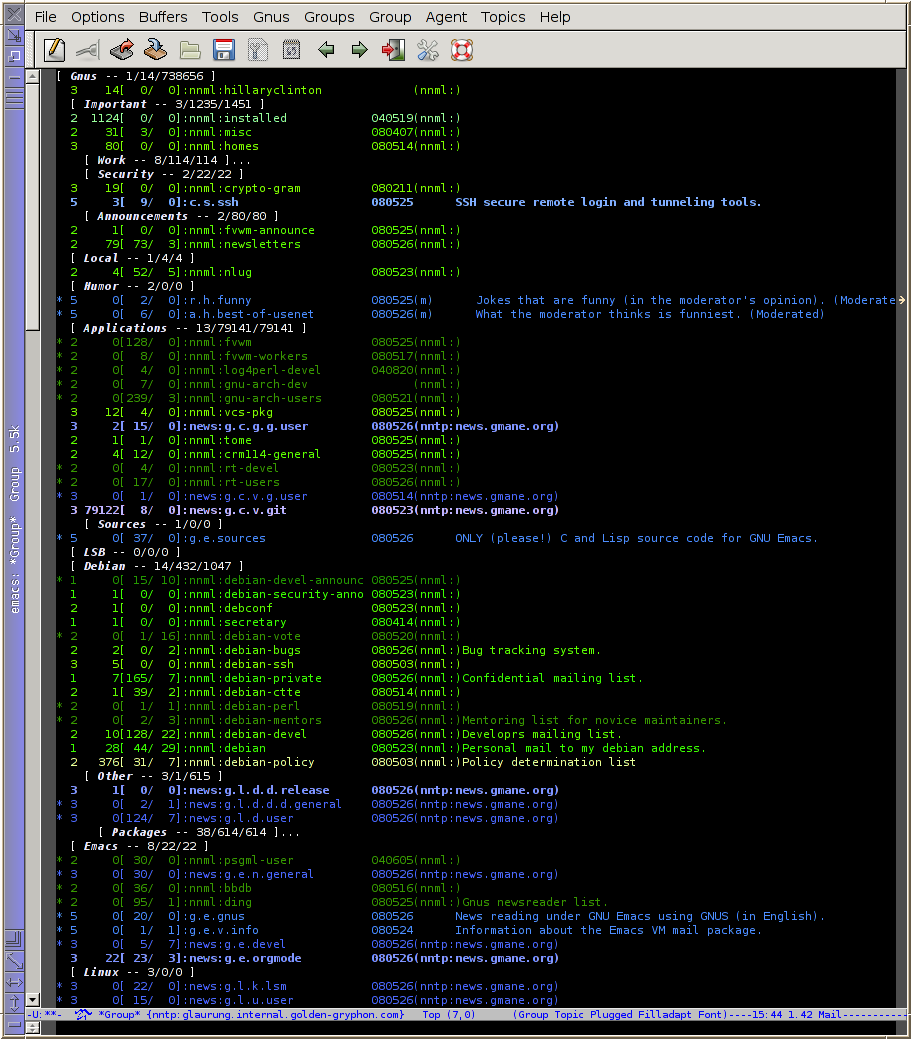 File Options Buffers Tools Gnus Groups Group Agent Topics Help
[ Gnus -- 1/14/738656 ]
3 14[ 0/ 0]:nnml:hillaryclinton (nnml:)
[ Important -- 3/1235/1451 ]
2 1124[ 0/ 0]:nnml:installed 040519(nnml:)
2 31[ 3/ 0]:nnml:misc 080407(nnml:)
3 80[ 0/ 0]:nnml:homes 080514(nnml:)
[ Work -- 8/114/114 ]...
[ Security -- 2/22/22 ]
3 19[ 0/ 0]:nnml:crypto-gram 080211(nnml:)
5 3[ 9/ 0]:c.s.ssh 080525 SSH secure remote login and tunneling tools.
[ Announcements -- 2/80/80 ]
2 1[ 0/ 0]:nnml:fvwm-announce 080525(nnml:)
2 79[ 73/ 3]:nnml:newsletters 080526(nnml:)
[ Local -- 1/4/4 ]
2 4[ 52/ 5]:nnml:nlug 080523(nnml:)
[ Humor -- 2/0/0 ]
* 5 0[ 2/ 0]:r.h.funny 080525(m) Jokes that are funny (in the moderator's opinion). (Moderate
* 5 0[ 6/ 0]:a.h.best-of-usenet 080526(m) What the moderator thinks is funniest. (Moderated)
[ Applications -- 13/79141/79141 ]
* 2 0[128/ 0]:nnml:fvwm 080525(nnml:)
* 2 0[ 8/ 0]:nnml:fvwm-workers 080517(nnml:)
* 2 0[ 4/ 0]:nnml:log4perl-devel 040820(nnml:)
* 2 0[ 7/ 0]:nnml:gnu-arch-dev (nnml:)
* 2 0[239/ 3]:nnml:gnu-arch-users 080521(nnml:)
3 12[ 4/ 0]:nnml:vcs-pkg 080525(nnml:)
3 2[ 15/ 0]:news:g.c.g.g.user 080526(nntp:news.gmane.org)
2 1[ 1/ 0]:nnml:tome 080525(nnml:)
2 4[ 12/ 0]:nnml:crm114-general 080525(nnml:)
* 2 0[ 4/ 0]:nnml:rt-devel 080523(nnml:)
* 2 0[ 17/ 0]:nnml:rt-users 080526(nnml:)
* 3 0[ 1/ 0]:news:g.c.v.g.user 080514(nntp:news.gmane.org)
3 79122[ 8/ 0]:news:g.c.v.git 080523(nntp:news.gmane.org)
[ Sources -- 1/0/0 ]
* 5 0[ 37/ 0]:g.e.sources 080526 ONLY (please!) C and Lisp source code for GNU Emacs.
[ LSB -- 0/0/0 ]
[ Debian -- 14/432/1047 ]
* 1 0[ 15/ 10]:nnml:debian-devel-announc 080525(nnml:)
1 1[ 0/ 0]:nnml:debian-security-anno 080523(nnml:)
2 1[ 0/ 0]:nnml:debconf 080523(nnml:)
1 1[ 0/ 0]:nnml:secretary 080414(nnml:)
* 2 0[ 1/ 16]:nnml:debian-vote 080520(nnml:)
2 2[ 0/ 2]:nnml:debian-bugs 080526(nnml:)Bug tracking system.
3 5[ 0/ 0]:nnml:debian-ssh 080503(nnml:)
1 7[165/ 7]:nnml:debian-private 080526(nnml:)Confidential mailing list.
2 1[ 39/ 2]:nnml:debian-ctte 080514(nnml:)
* 2 0[ 1/ 1]:nnml:debian-perl 080519(nnml:)
* 2 0[ 2/ 3]:nnml:debian-mentors 080526(nnml:)Mentoring list for novice maintainers.
2 10[128/ 22]:nnml:debian-devel 080526(nnml:)Developrs mailing list.
1 28[ 44/ 29]:nnml:debian 080523(nnml:)Personal mail to my debian address.
2 376[ 31/ 7]:nnml:debian-policy 080503(nnml:)Policy determination list
[ Other -- 3/1/615 ]
3 1[ 0/ 0]:news:g.l.d.d.release 080526(nntp:news.gmane.org)
* 3 0[ 2/ 1]:news:g.l.d.d.d.general 080526(nntp:news.gmane.org)
* 3 0[124/ 7]:news:g.l.d.user 080526(nntp:news.gmane.org)
[ Packages -- 38/614/614 ]...
[ Emacs -- 8/22/22 ]
* 2 0[ 30/ 0]:nnml:psgml-user 040605(nnml:)
* 3 0[ 30/ 0]:news:g.e.n.general 080526(nntp:news.gmane.org)
* 2 0[ 36/ 0]:nnml:bbdb 080516(nnml:)
* 2 0[ 95/ 1]:nnml:ding 080525(nnml:)Gnus newsreader list.
* 5 0[ 20/ 0]:g.e.gnus 080526 News reading under GNU Emacs using GNUS (in English).
* 5 0[ 1/ 1]:g.e.v.info 080524 Information about the Emacs VM mail package.
* 3 0[ 5/ 7]:news:g.e.devel 080526(nntp:news.gmane.org)
3 22[ 23/ 3]:news:g.e.orgmode 080526(nntp:news.gmane.org)
[ Linux -- 3/0/0 ]
* 3 0[ 22/ 0]:news:g.l.k.lsm 080526(nntp:news.gmane.org)
* 3 0[ 15/ 0]:news:g.l.u.user 080526(nntp:news.gmane.org)
-U:**- *Group* {nntp:glaurung.internal.golden-gryphon.com} Top (7,0) (Group Topic Plugged Filladapt Font)----15:44 1.42 Mail-----------
emacs: *Group* Group 5.5k